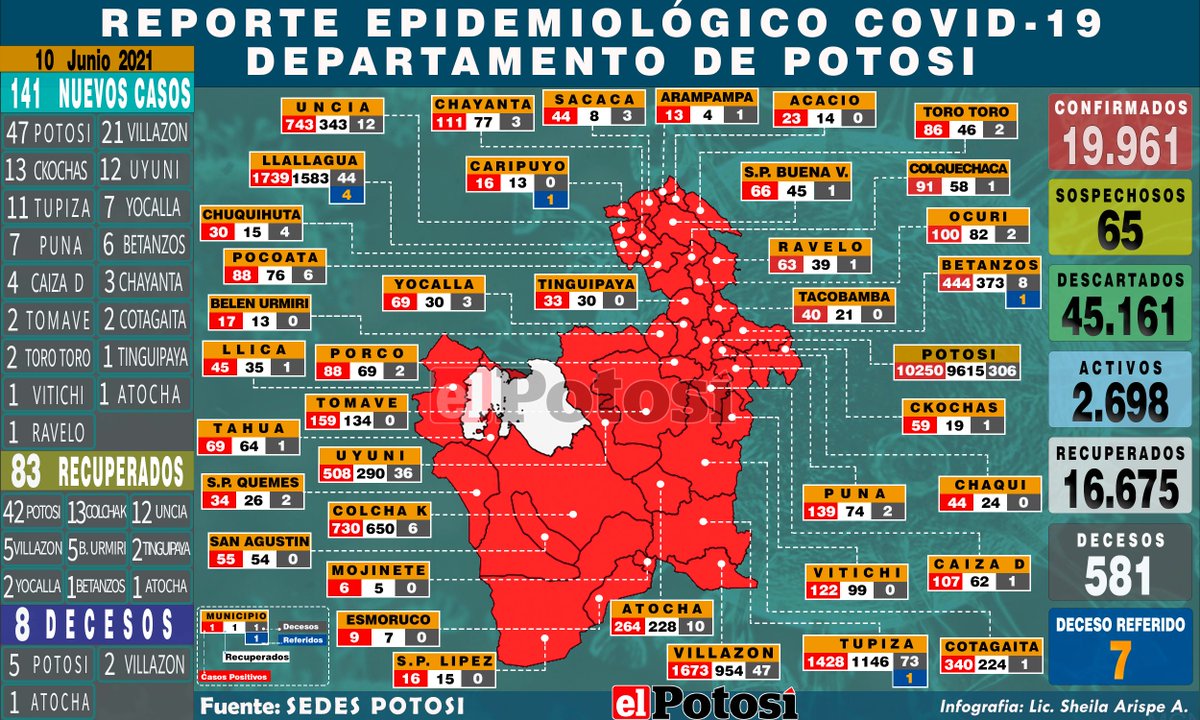 REPORTE EPIDEMIOLÓGICO COVID-19
DEPARTAMENTO DE POTOSI
10 Junio 2021
141 NUEVOS CASOS
47 POTOSI 21 VILLAZON
13 CKOCHAS 12 UYUNI
11 TUPIZA 7 YOCALLA
7 PUNA 6 BETANZOS
4 CAIZA D 3 CHAYANTA
2 TOMAVE 2 COTAGAITA
2 TORO TORO 1 TINGUIPAYA
1 VITICHI 1 ATOCHA
1 RAVELO
83 RECUPERADOS
42 POTOSI 13 COLCHAK 12 UNCIA
5 VILLAZON 5 B. URMIRI 2 TINGUIPAYA
2 YOCALLA 1 BETANZOS 1 ATOCHA
8 DECESOS
5 POTOSI 2 VILLAZON
1 ATOCHA
UNCIA
743 343 12
CHAYANTA
111 77 3
SACACA
44 8 3
ARAMPAMPA
13 4 1
ACACIO
23 14 0
TORO TORO
86 46 2
LLALLAGUA
1739 1583 44
4
CARIPUYO
16 13 0
1
S.P. BUENA V.
66 45 1
COLQUECHACA
91 58 1
CHUQUIHUTA
30 15 4
OCURI
100 82 2
POCOATA
88 76 6
RAVELO
63 39 1
BETANZOS
444 373 8
1
YOCALLA
69 30 3
TINGUIPAYA
33 30 0
TACOBAMBA
40 21 0
BELEN URMIRI
17 13 0
LLICA
45 35 1
PORCO
88 69 2
POTOSI
10250 9615 306
TOMAVE
159 134 0
CKOCHAS
59 19 1
TAHUA
69 64 1
UYUNI
508 290 36
S.P. QUEMES
34 26 2
PUNA
139 74 2
CHAQUI
44 24 0
COLCHA K
730 650 6
SAN AGUSTIN
55 54 0
MOJINETE
6 5 0
VITICHI
122 99 0
CAIZA D
107 62 1
ESMORUCO
9 7 0
ATOCHA
264 228 10
S.P. LIPEZ
16 15 0
VILLAZON
1673 954 47
TUPIZA
1428 1146 73
1
COTAGAITA
340 224 1
el Potosí
MUNICIPIO
1 1 1 Decesos
1 Referidos
Recuperados
Casos Positivos
CONFIRMADOS
19.961
SOSPECHOSOS
65
DESCARTADOS
45.161
ACTIVOS
2.698
RECUPERADOS
16.675
DECESOS
581
DECESO REFERIDO
7
Fuente: SEDES POTOSI
el Potosí
Infografia: Lic. Sheila Arispe A.